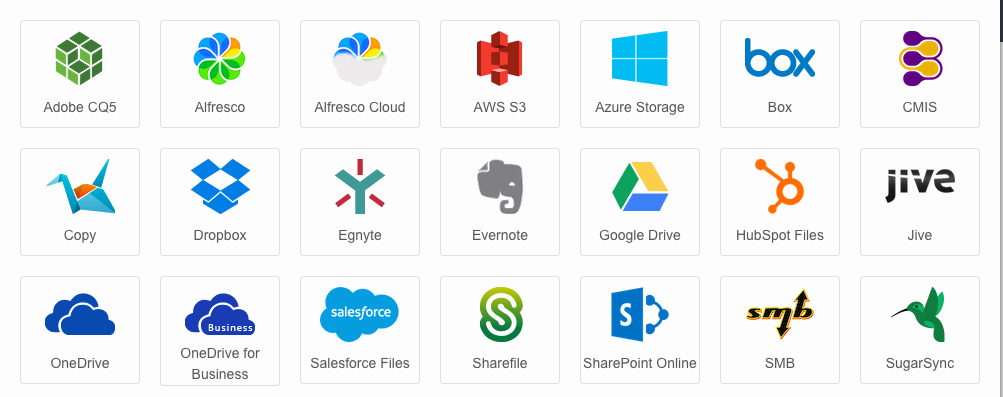 box
Adobe CQ5
Alfresco
Alfresco Cloud
AWS S3
Azure Storage
Box
CMIS
jive
Copy
Dropbox
Egnyte
Evernote
Google Drive
HubSpot Files
Jive
Business
salesforce
S
S
smb
OneDrive
OneDrive for
Business
Salesforce Files
Sharefile
SharePoint Online
SMB
SugarSync